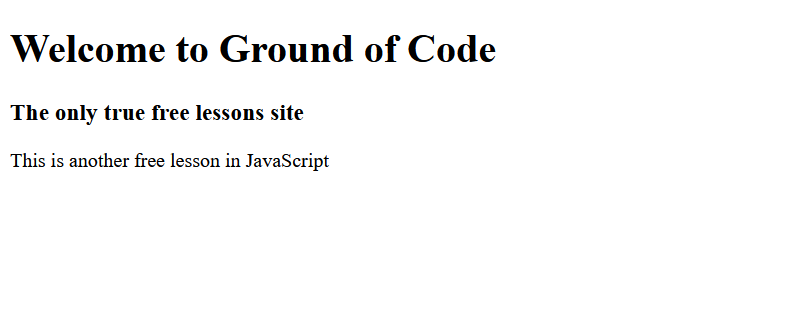 Welcome to Ground of Code
The only true free lessons site
This is another free lesson in JavaScript